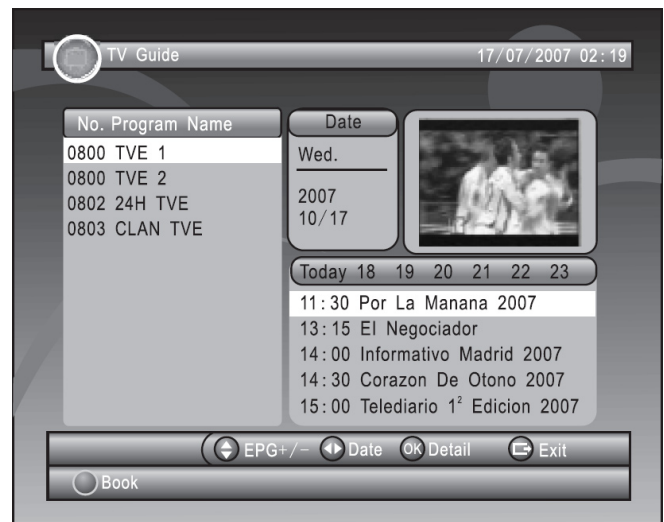 TV Guide 17/07/2007 02:19
No. Program Name
0800 TVE 1
0800 TVE 2
0802 24H TVE
0803 CLAN TVE
Date
Wed.
2007
10/17
Today 18 19 20 21 22 23
11:30 Por La Manana 2007
13:15 El Negociador
14:00 Informativo Madrid 2007
14:30 Corazon De Otono 2007
15:00 Telediario 1² Edicion 2007
EPG+/- Date OK Detail Exit
Book